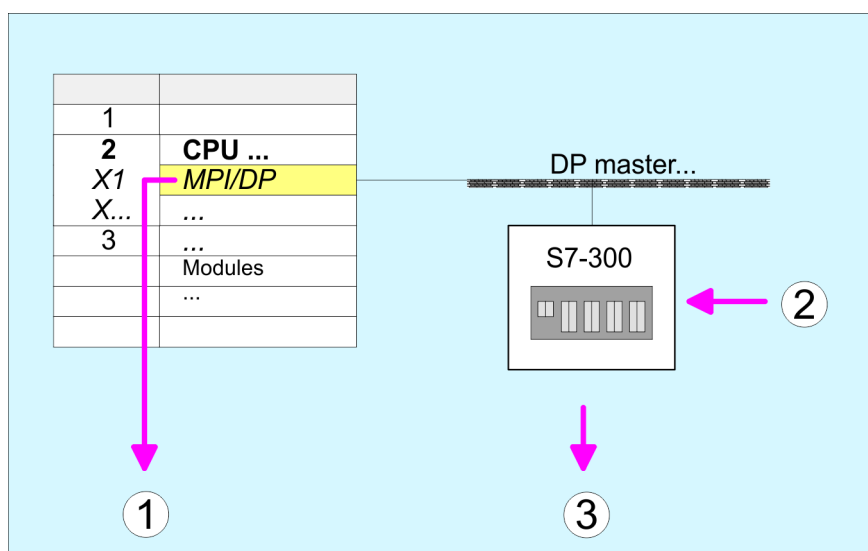 1
2 CPU ...
X1 MPI/DP
X... ...
3 ...
Modules
...
DP master...
S7-300
2
1
3